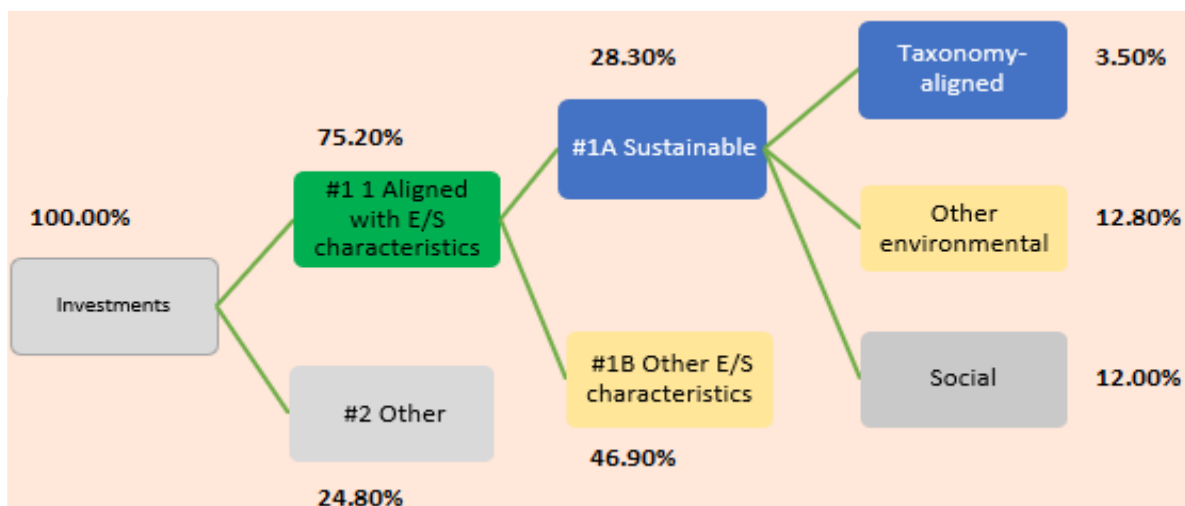 28.30%
Taxonomy-
aligned
3.50%
75.20%
#1A Sustainable
#1 1 Aligned
with E/S
characteristics
100.00%
Other
environmental
12.80%
Investments
#1B Other E/S
characteristics
Social
12.00%
#2 Other
46.90%
24.80%